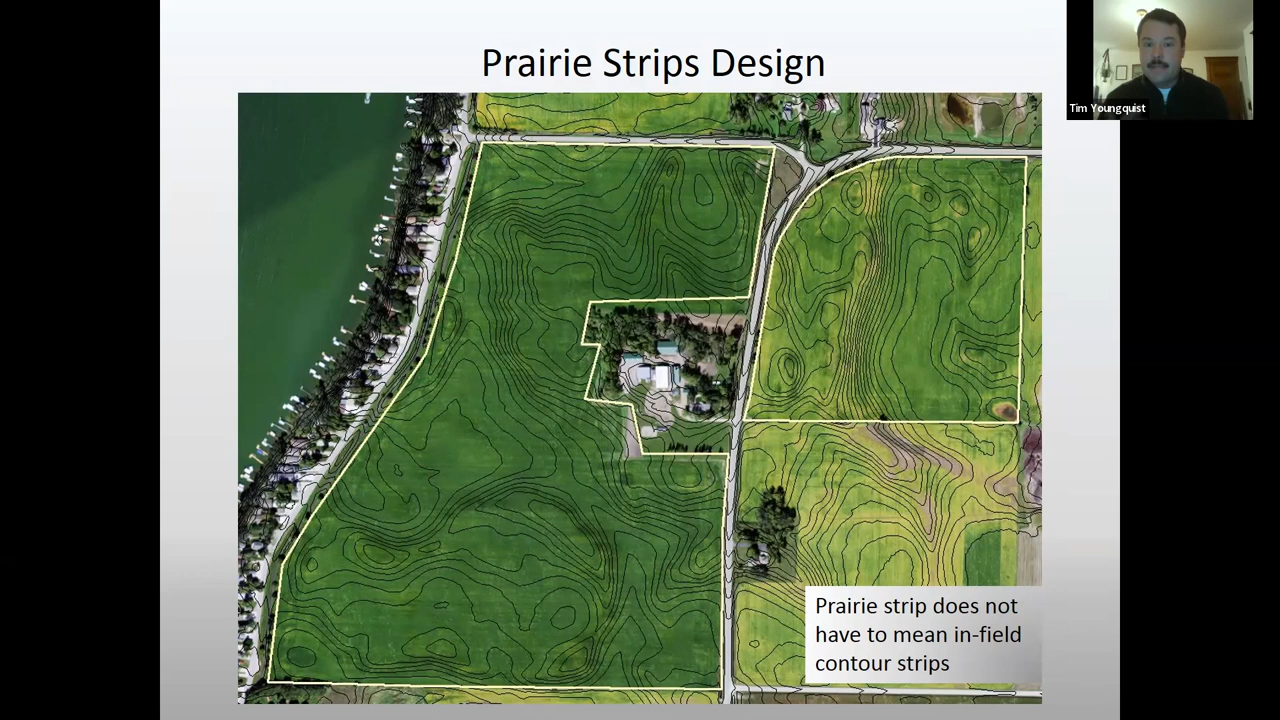 Prairie Strips Design
Tim Youngquist
Prairie strip does not
have to mean in-field
contour strips